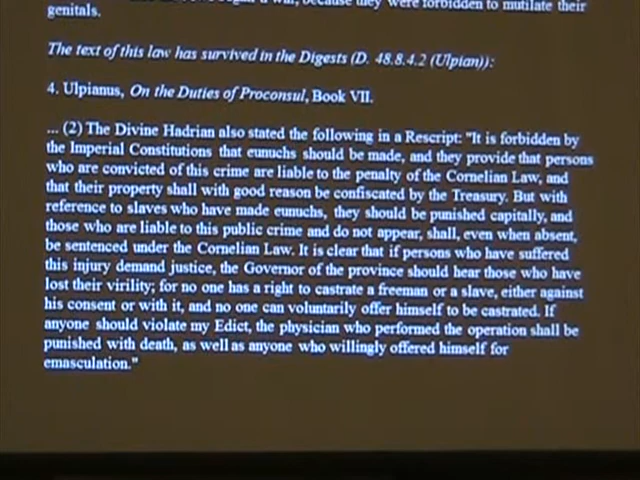 because they were forbidden to mutilate their
genitals.
The text of this law has survived in the Digests (D. 48.8.4.2 (Ulpian)):
4. Ulpianus, On the Duties of Proconsul, Book VII.
... (2) The Divine Hadrian also stated the following in a Rescript: "It is forbidden by
the Imperial Constitutions that eunuchs should be made, and they provide that persons
who are convicted of this crime are liable to the penalty of the Cornelian Law, and
that their property shall with good reason be confiscated by the Treasury. But with
reference to slaves who have made eunuchs, they should be punished capitally, and
those who are liable to this public crime and do not appear, shall, even when absent,
be sentenced under the Cornelian Law. It is clear that if persons who have suffered
this injury demand justice, the Governor of the province should hear those who have
lost their virility; for no one has a right to castrate a freeman or a slave, either against
his consent or with it, and no one can voluntarily offer himself to be castrated. If
anyone should violate my Edict, the physician who performed the operation shall be
punished with death, as well as anyone who willingly offered himself for
emasculation."